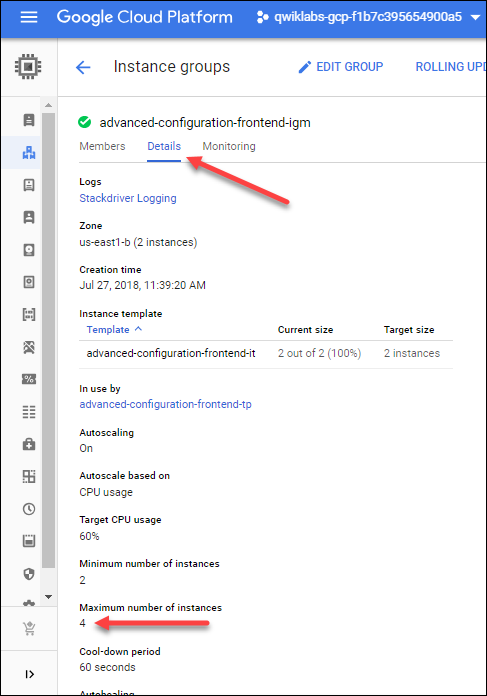 Google Cloud Platform
qwiklabs-gcp-f1b7c395654900a5
Instance groups
EDIT GROUP
ROLLING UPD
advanced-configuration-frontend-igm
Members Details Monitoring
Logs
Stackdriver Logging
Zone
us-east1-b (2 instances)
Creation time
Jul 27, 2018, 11:39:20 AM
Instance template
Template Current size Target size
advanced-configuration-frontend-it 2 out of 2 (100%) 2 instances
In use by
advanced-configuration-frontend-tp
Autoscaling
On
Autoscale based on
CPU usage
Target CPU usage
60%
Minimum number of instances
2
Maximum number of instances
4
Cool-down period
60 seconds
Autohealing